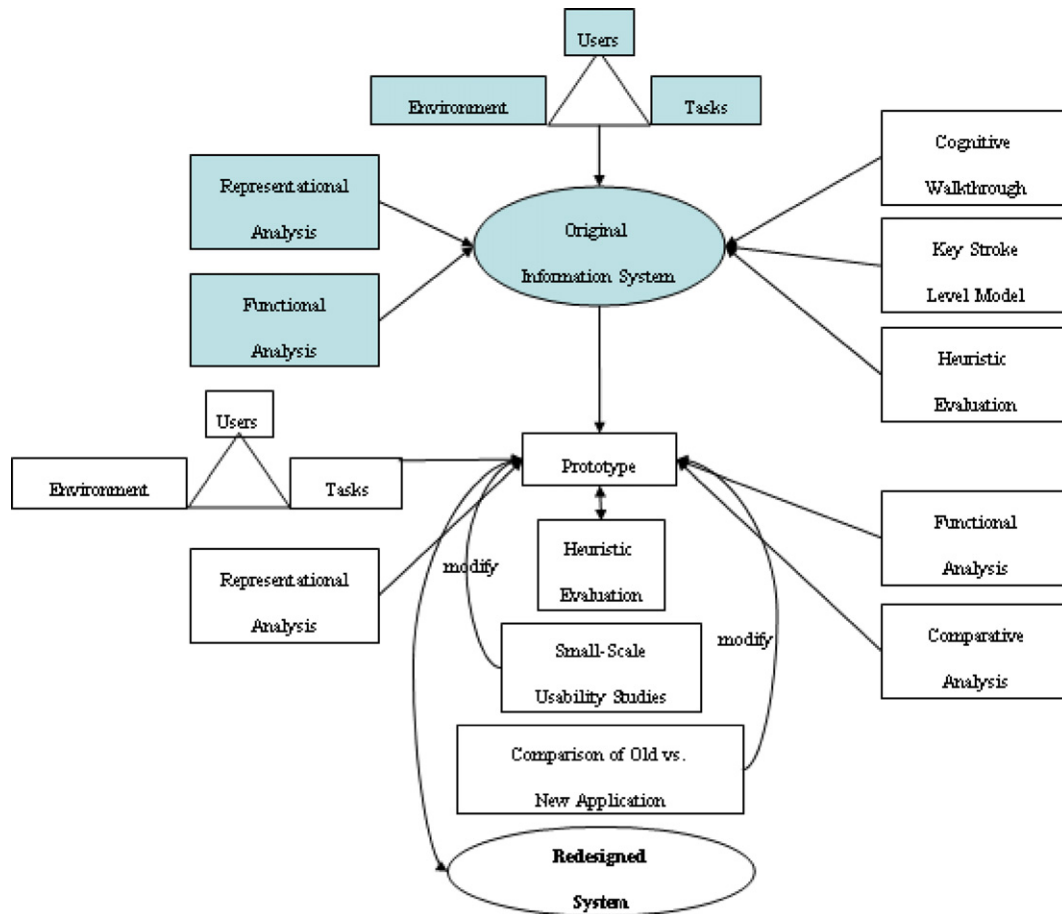 Users
Environment
Tasks
Cognitive
Walkthrough
Representational
Analysis
Original
Information System
Key Stroke
Level Model
Functional
Analysis
Heuristic
Evaluation
Users
Environment
Tasks
Prototype
Functional
Analysis
Representational
Analysis
modify
Heuristic
Evaluation
Comparative
Analysis
Small-Scale
Usability Studies
modify
Comparison of Old vs.
New Application
Redesigned
System